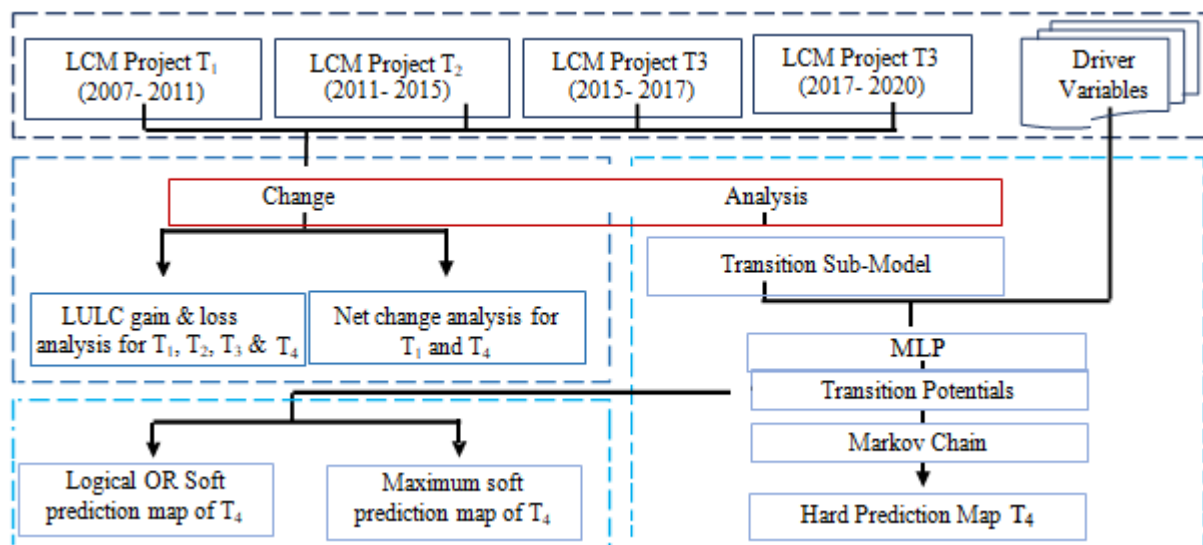 LCM Project T₁
(2007- 2011)
LCM Project T₂
(2011- 2015)
LCM Project T3
(2015- 2017)
LCM Project T3
(2017- 2020)
Driver
Variables
Change Analysis
Transition Sub-Model
LULC gain & loss
analysis for T₁, T₂, T₃ & T₄
Net change analysis for
T₁ and T₄
MLP
Transition Potentials
Markov Chain
Hard Prediction Map T₄
Logical OR Soft
prediction map of T₄
Maximum soft
prediction map of T₄